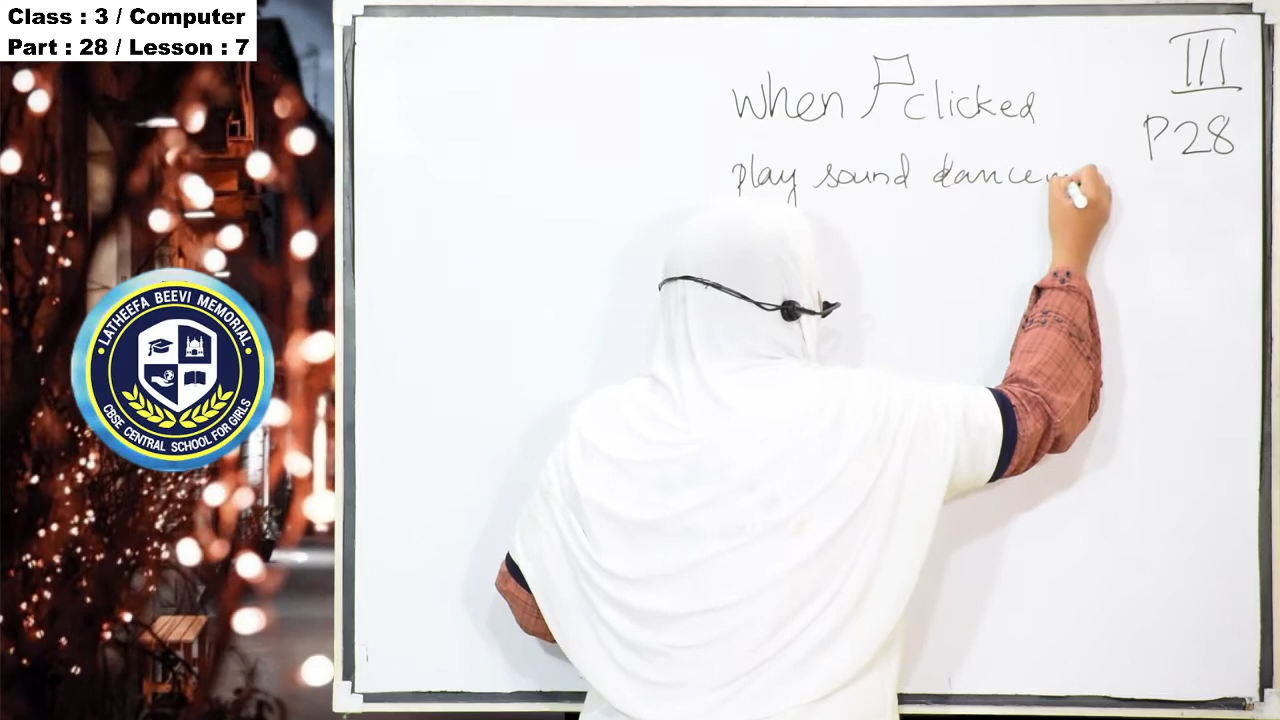 Class : 3 / Computer
Part : 28 / Lesson : 7
III
when clicked
P28
play sound dance
LATHEEFA BEEVI MEMORIAL
CBSE CENTRAL SCHOOL FOR GIRLS